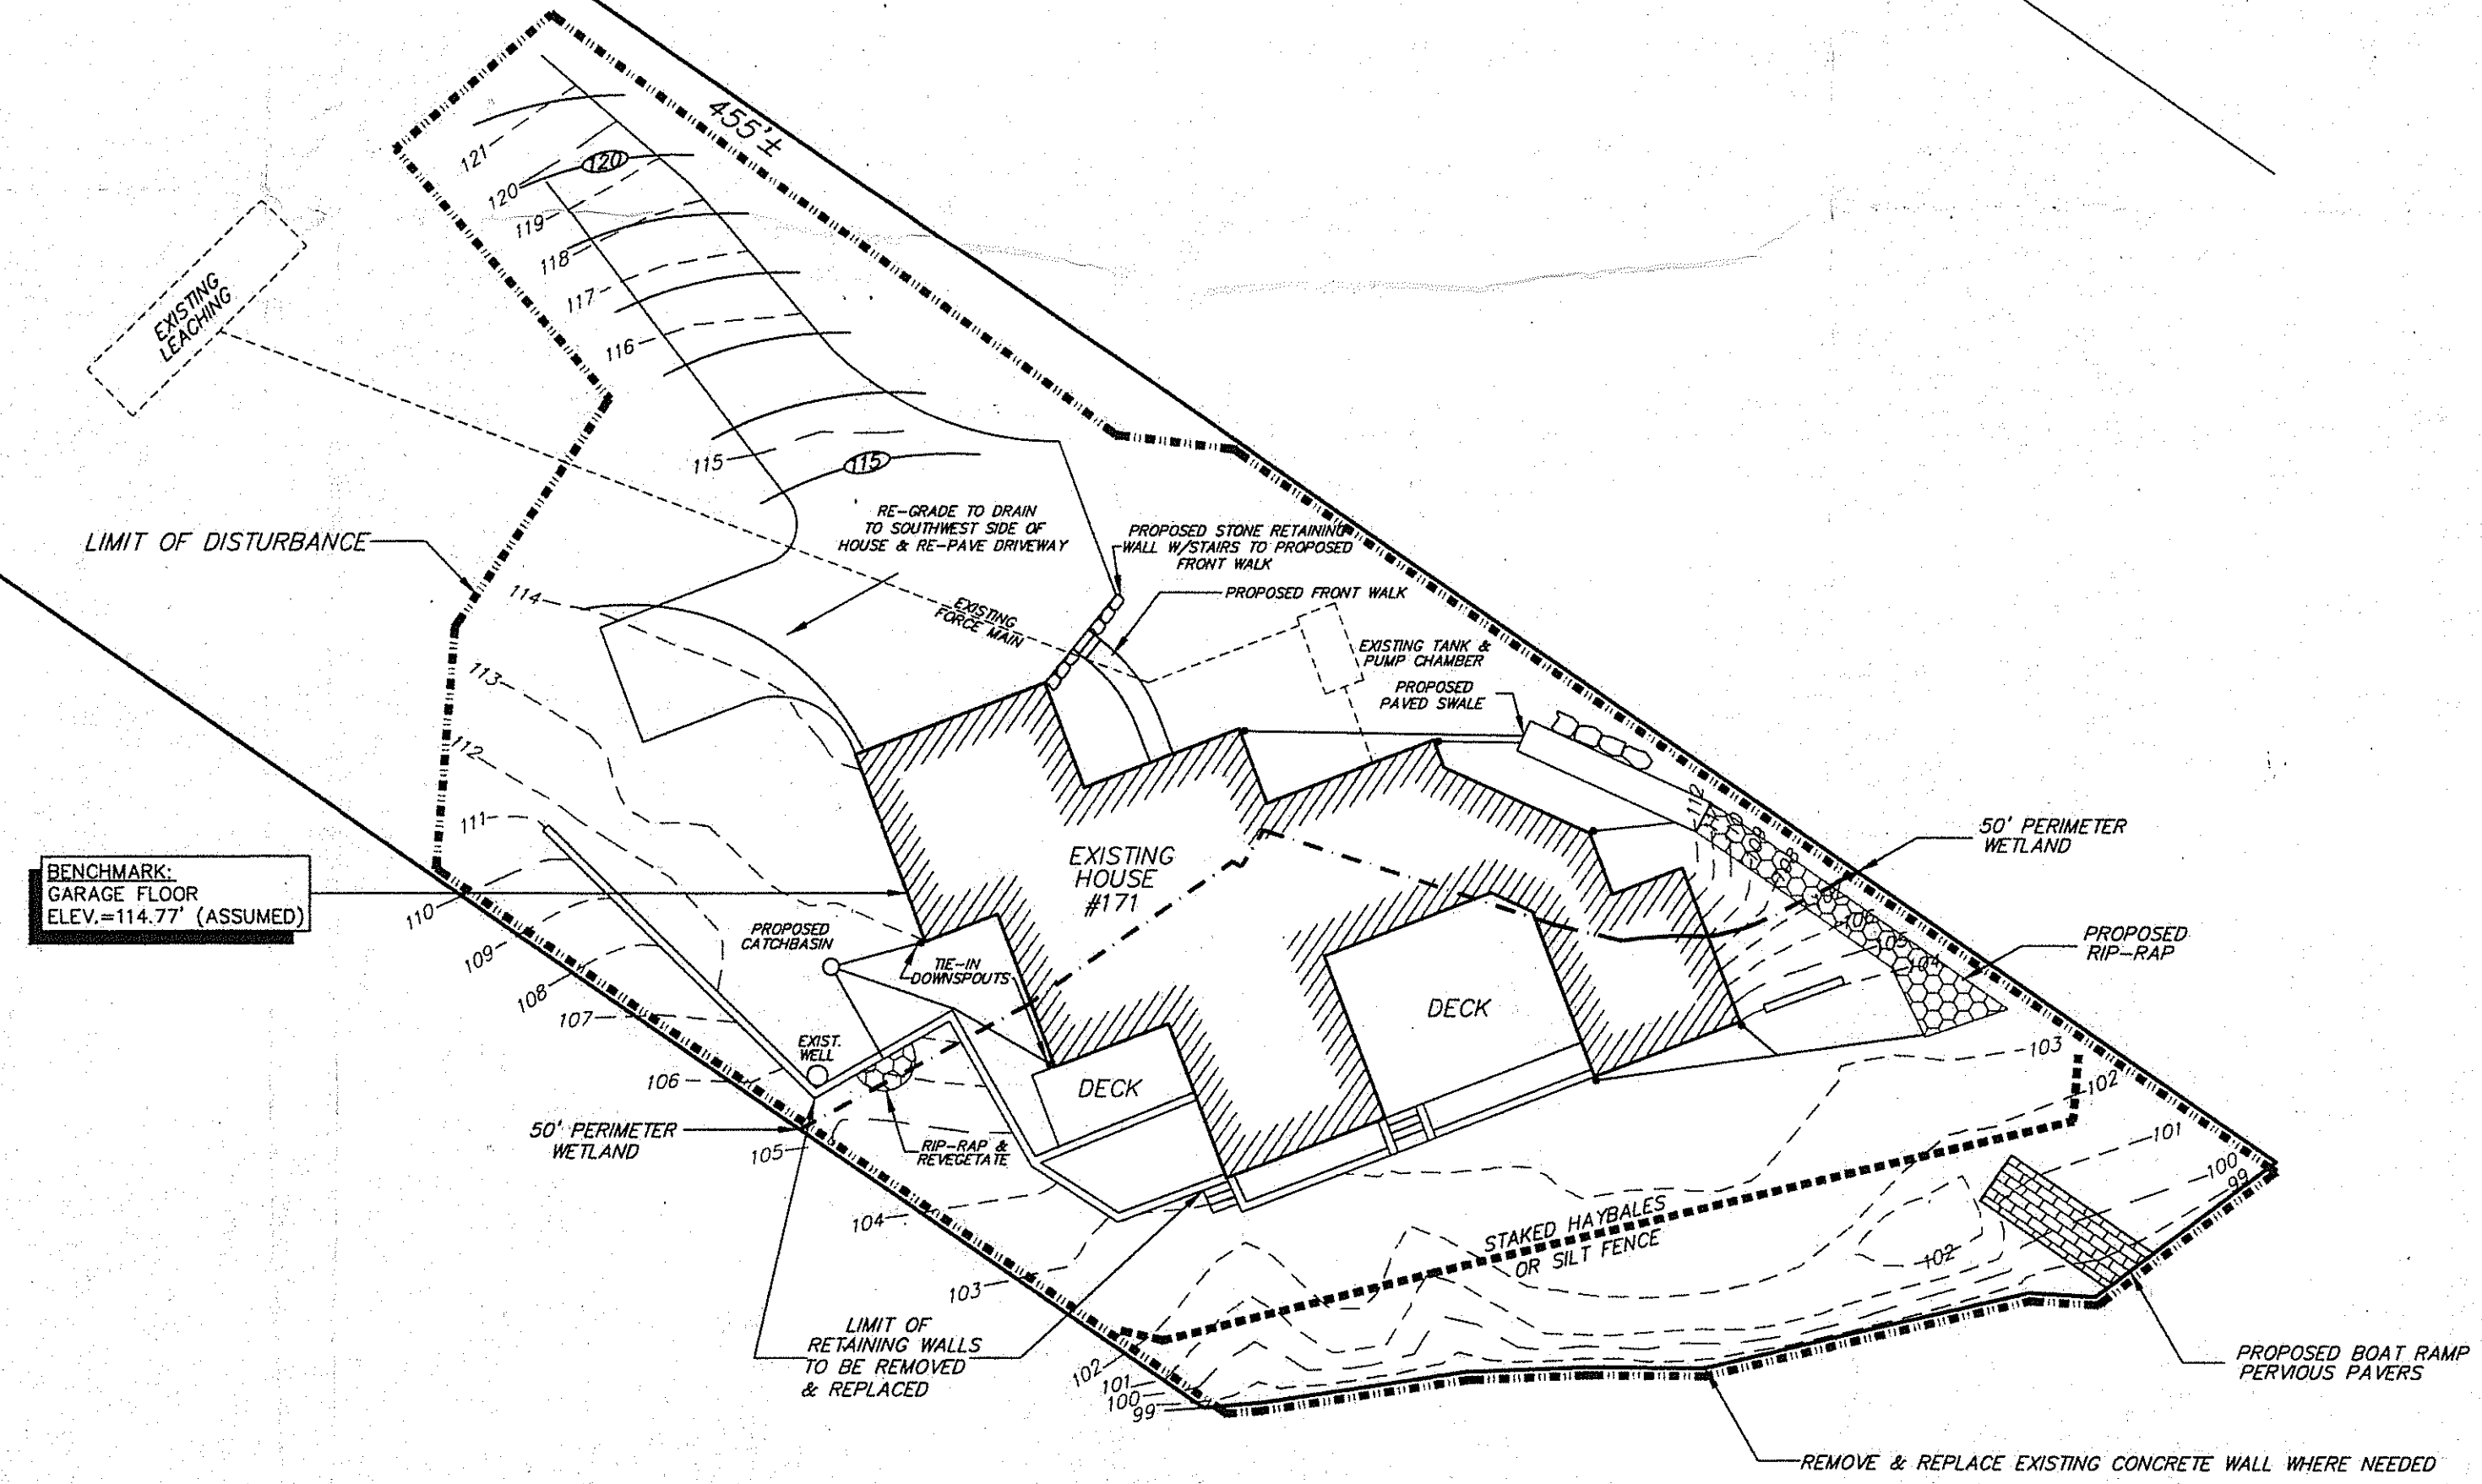 455'±
121
120
120
119
118
117
116
115
115
EXISTING
LEACHING
LIMIT OF DISTURBANCE
RE-GRADE TO DRAIN
TO SOUTHWEST SIDE OF
HOUSE & RE-PAVE DRIVEWAY
PROPOSED STONE RETAINING
WALL W/STAIRS TO PROPOSED
FRONT WALK
PROPOSED FRONT WALK
EXISTING
FORCE MAIN
EXISTING TANK &
PUMP CHAMBER
PROPOSED
PAVED SWALE
114
113
112
111
110
109
108
107
106
105
104
103
102
101
100
99
BENCHMARK:
GARAGE FLOOR
ELEV.=114.77' (ASSUMED)
EXISTING
HOUSE
#171
PROPOSED
CATCHBASIN
TIE-IN
DOWNSPOUTS
EXIST.
WELL
DECK
DECK
112
105
104
50' PERIMETER
WETLAND
PROPOSED
RIP-RAP
103
102
101
100
99
102
50' PERIMETER
WETLAND
RIP-RAP &
REVEGETATE
STAKED HAYBALES
OR SILT FENCE
LIMIT OF
RETAINING WALLS
TO BE REMOVED
& REPLACED
PROPOSED BOAT RAMP
PERVIOUS PAVERS
REMOVE & REPLACE EXISTING CONCRETE WALL WHERE NEEDED